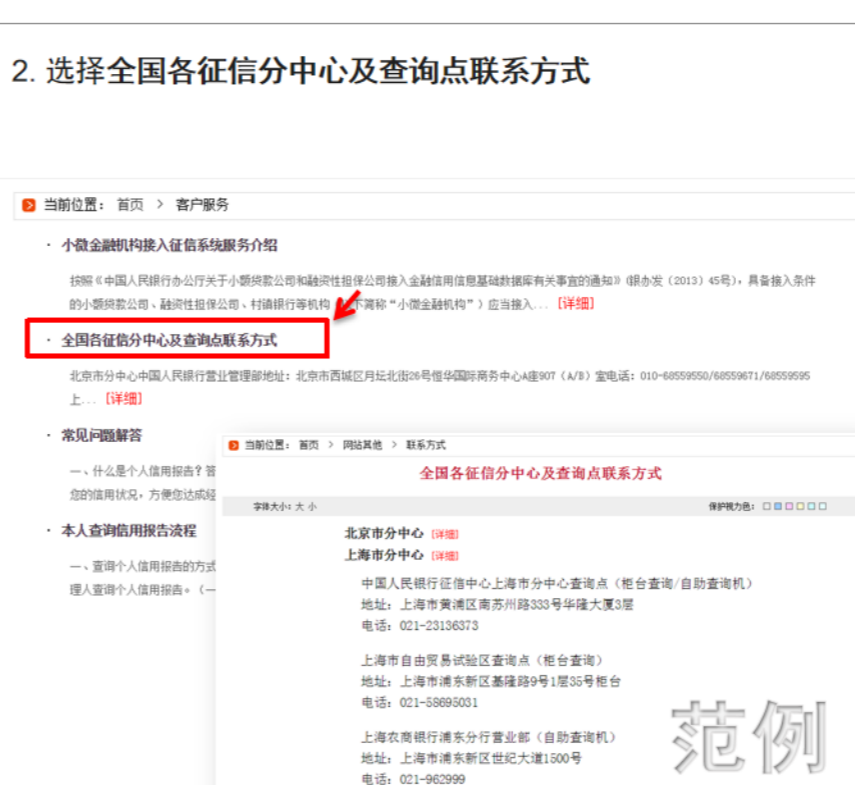 2. 选择全国各征信分中心及查询点联系方式
当前位置： 首页 > 客户服务
· 小微金融机构接入征信系统服务介绍
按照《中国人民银行办公厅关于小额贷款公司和融资性担保公司接入金融信用信息基础数据库有关事宜的通知》（银办发（2013）45号），具备接入条件
的小额贷款公司、融资性担保公司、村镇银行等机构 下简称“小微金融机构”）应当接入... [详细]
· 全国各征信分中心及查询点联系方式
北京市分中心中国人民银行营业管理部地址：北京市西城区月坛北街26号恒华国际商务中心A座907（A/B）室电话：010-68559550/68559671/68559595
上... [详细]
· 常见问题解答
一、什么是个人信用报告？答
您的信用状况，方便您达成经
· 本人查询信用报告流程
一、查询个人信用报告的方式
理人查询个人信用报告。（一
当前位置： 首页 > 网站其他 > 联系方式
全国各征信分中心及查询点联系方式
字体大小：大 小 保护视力色：
北京市分中心 [详细]
上海市分中心 [详细]
中国人民银行征信中心上海市分中心查询点（柜台查询/自助查询机）
地址：上海市黄浦区南苏州路333号华隆大厦3层
电话：021-23136373
上海市自由贸易试验区查询点（柜台查询）
地址：上海市浦东新区基隆路9号1层35号柜台
电话：021-58695031
上海农商银行浦东分行营业部（自助查询机）
地址：上海市浦东新区世纪大道1500号
电话：021-962999
范例